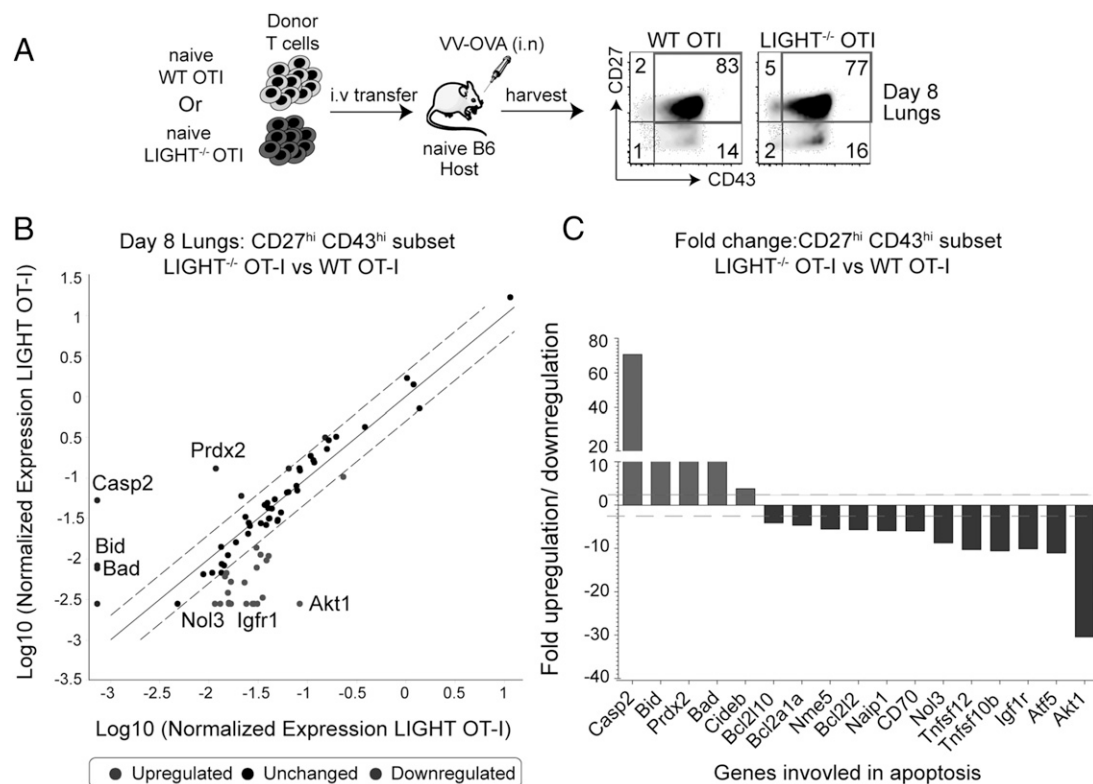 A
naive
WT OTI
Or
naive
LIGHT-/- OTI
Donor
T cells
i.v transfer
VV-OVA (i.n)
naive B6
Host
harvest
WT OTI
LIGHT-/- OTI
CD27
2
83
1
14
5
77
2
16
Day 8
Lungs
CD43
B
Day 8 Lungs: CD27hi CD43hi subset
LIGHT-/- OT-I vs WT OT-I
Log10 (Normalized Expression LIGHT OT-I)
1.5
1
0.5
0
0.5
-1
-1.5
-2
-2.5
-3
-3.5
Prdx2
Casp2
Bid
Bad
Nol3
Igfr1
Akt1
-3
-2.5
-2
-1.5
-1
-0.5
0
0.5
1
Log10 (Normalized Expression LIGHT OT-I)
Upregulated
Unchanged
Downregulated
C
Fold change:CD27hi CD43hi subset
LIGHT-/- OT-I vs WT OT-I
Fold upregulation/ downregulation
80
60
40
20
10
0
-10
-20
-30
-40
Casp2
Bid
Prdx2
Bad
Cideb
Bcl2l10
Bcl2a1a
Nme5
Bcl2l2
Naip1
CD70
Nol3
Tnfsf12
Tnfsf10b
Igf1r
Atf5
Akt1
Genes invovled in apoptosis